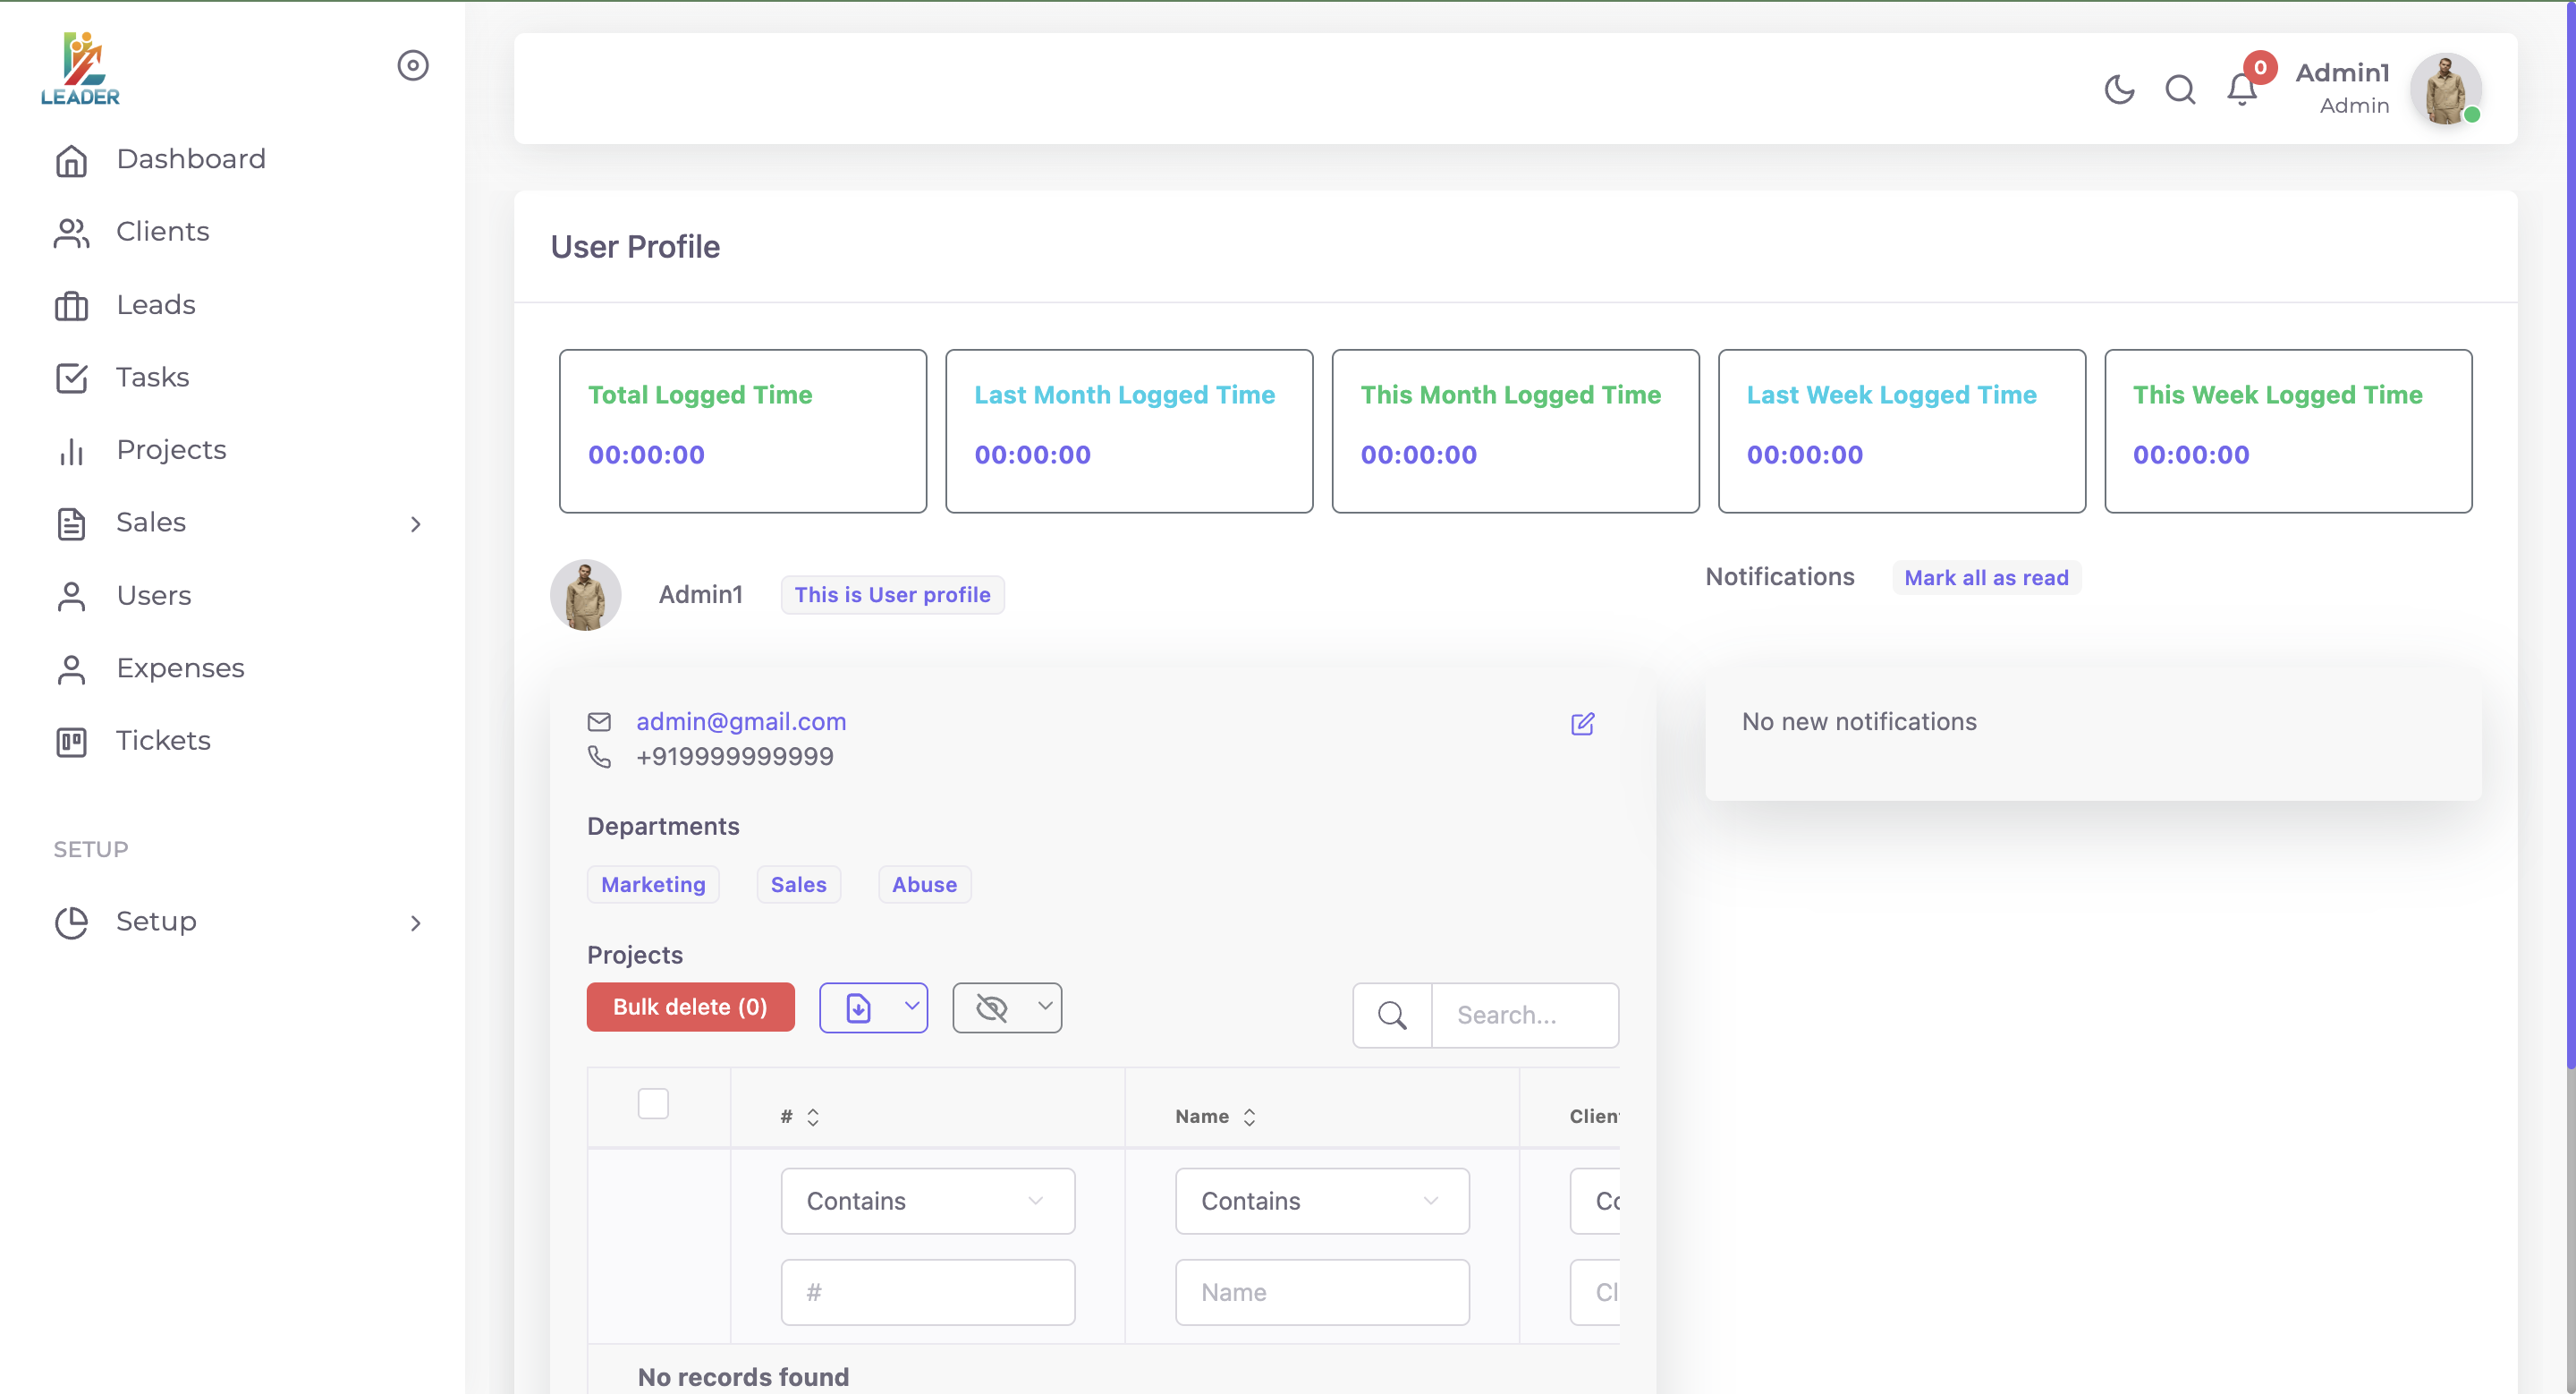 LEADER
Dashboard
Clients
Leads
Tasks
Projects
Sales
Users
Expenses
Tickets
SETUP
Setup
0
Admin1
Admin
User Profile
Total Logged Time
00:00:00
Last Month Logged Time
00:00:00
This Month Logged Time
00:00:00
Last Week Logged Time
00:00:00
This Week Logged Time
00:00:00
Admin1 This is User profile
admin@gmail.com
+919999999999
Departments
Marketing Sales Abuse
Projects
Bulk delete (0)
Search...
# Name Client
Contains Contains Co
# Name Cl
No records found
Notifications Mark all as read
No new notifications